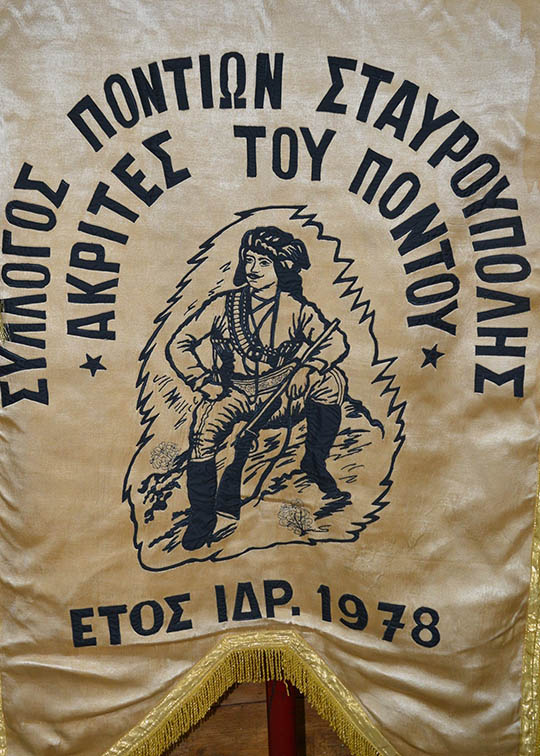 ΣΥΛΛΟΓΟΣ ΠΟΝΤΙΩΝ ΣΤΑΥΡΟΥΠΟΛΗΣ
★ΑΚΡΙΤΕΣ ΤΟΥ ΠΟΝΤΟΥ★
ΕΤΟΣ ΙΔΡ. 1978